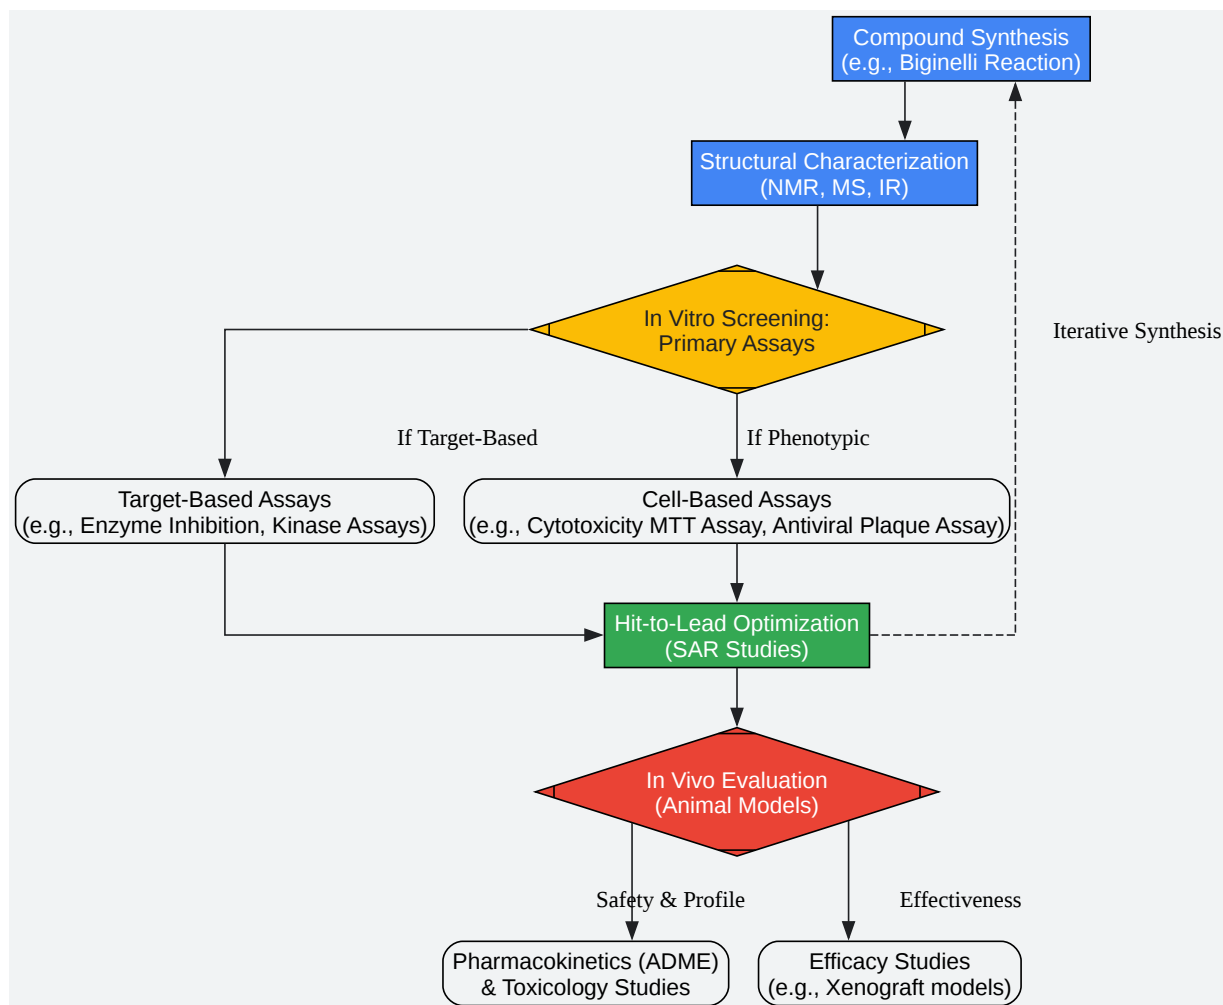 Compound Synthesis
(e.g., Biginelli Reaction)
Structural Characterization
(NMR, MS, IR)
In Vitro Screening:
Primary Assays
Iterative Synthesis
If Target-Based
If Phenotypic
Target-Based Assays
(e.g., Enzyme Inhibition, Kinase Assays)
Cell-Based Assays
(e.g., Cytotoxicity MTT Assay, Antiviral Plaque Assay)
Hit-to-Lead Optimization
(SAR Studies)
In Vivo Evaluation
(Animal Models)
Safety & Profile
Effectiveness
Pharmacokinetics (ADME)
& Toxicology Studies
Efficacy Studies
(e.g., Xenograft models)